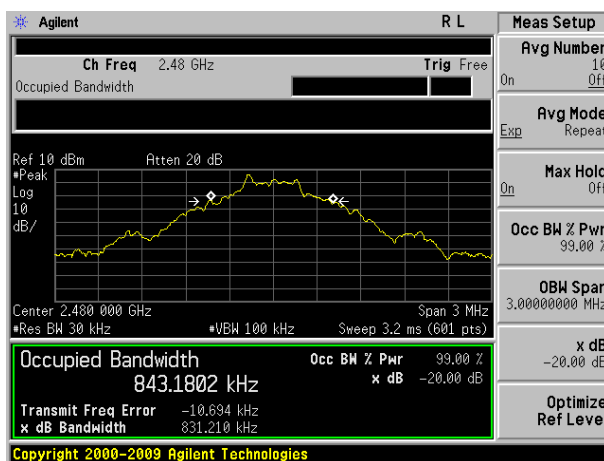 Agilent R L
Meas Setup
Ch Freq 2.48 GHz Trig Free
Occupied Bandwidth
Ref 10 dBm Atten 20 dB
#Peak
Log
10
dB/
Center 2.480 000 GHz Span 3 MHz
#Res BW 30 kHz #VBW 100 kHz Sweep 3.2 ms (601 pts)
Occupied Bandwidth
843.1802 kHz
Occ BW % Pwr 99.00 %
x dB -20.00 dB
Transmit Freq Error -10.694 kHz
x dB Bandwidth 831.210 kHz
Avg Number
10
On Off
Avg Mode
Exp Repeat
Max Hold
On Off
Occ BW % Pwr
99.00 %
OBW Span
3.00000000 MHz
x dB
-20.00 dB
Optimize
Ref Level
Copyright 2000-2009 Agilent Technologies